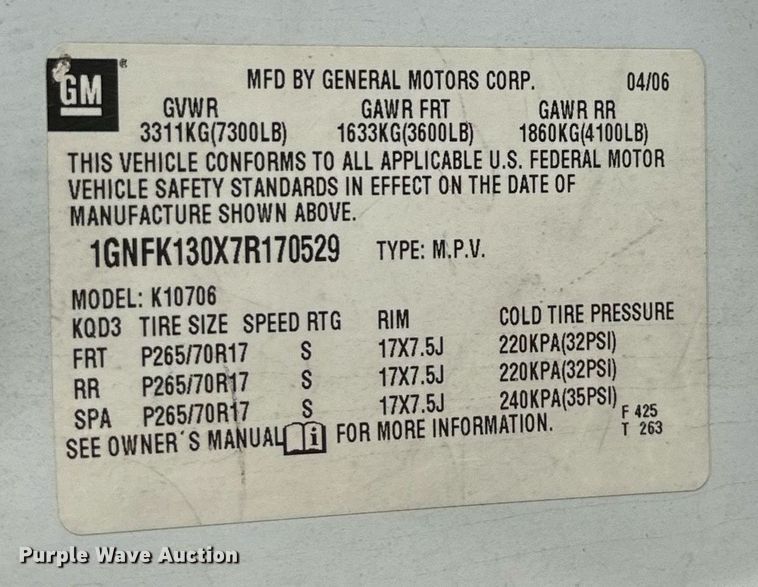 GM ®
MFD BY GENERAL MOTORS CORP. 04/06
GVWR GAWR FRT GAWR RR
3311KG(7300LB) 1633KG(3600LB) 1860KG(4100LB)
THIS VEHICLE CONFORMS TO ALL APPLICABLE U.S. FEDERAL MOTOR
VEHICLE SAFETY STANDARDS IN EFFECT ON THE DATE OF
MANUFACTURE SHOWN ABOVE.
1GNFK130X7R170529 TYPE: M.P.V.
MODEL: K10706
KQD3 TIRE SIZE SPEED RTG RIM COLD TIRE PRESSURE
FRT P265/70R17 S 17X7.5J 220KPA(32PSI)
RR P265/70R17 S 17X7.5J 220KPA(32PSI)
SPA P265/70R17 S 17X7.5J 240KPA(35PSI)
F 425
SEE OWNER'S MANUAL i FOR MORE INFORMATION.
T 263
Purple Wave Auction